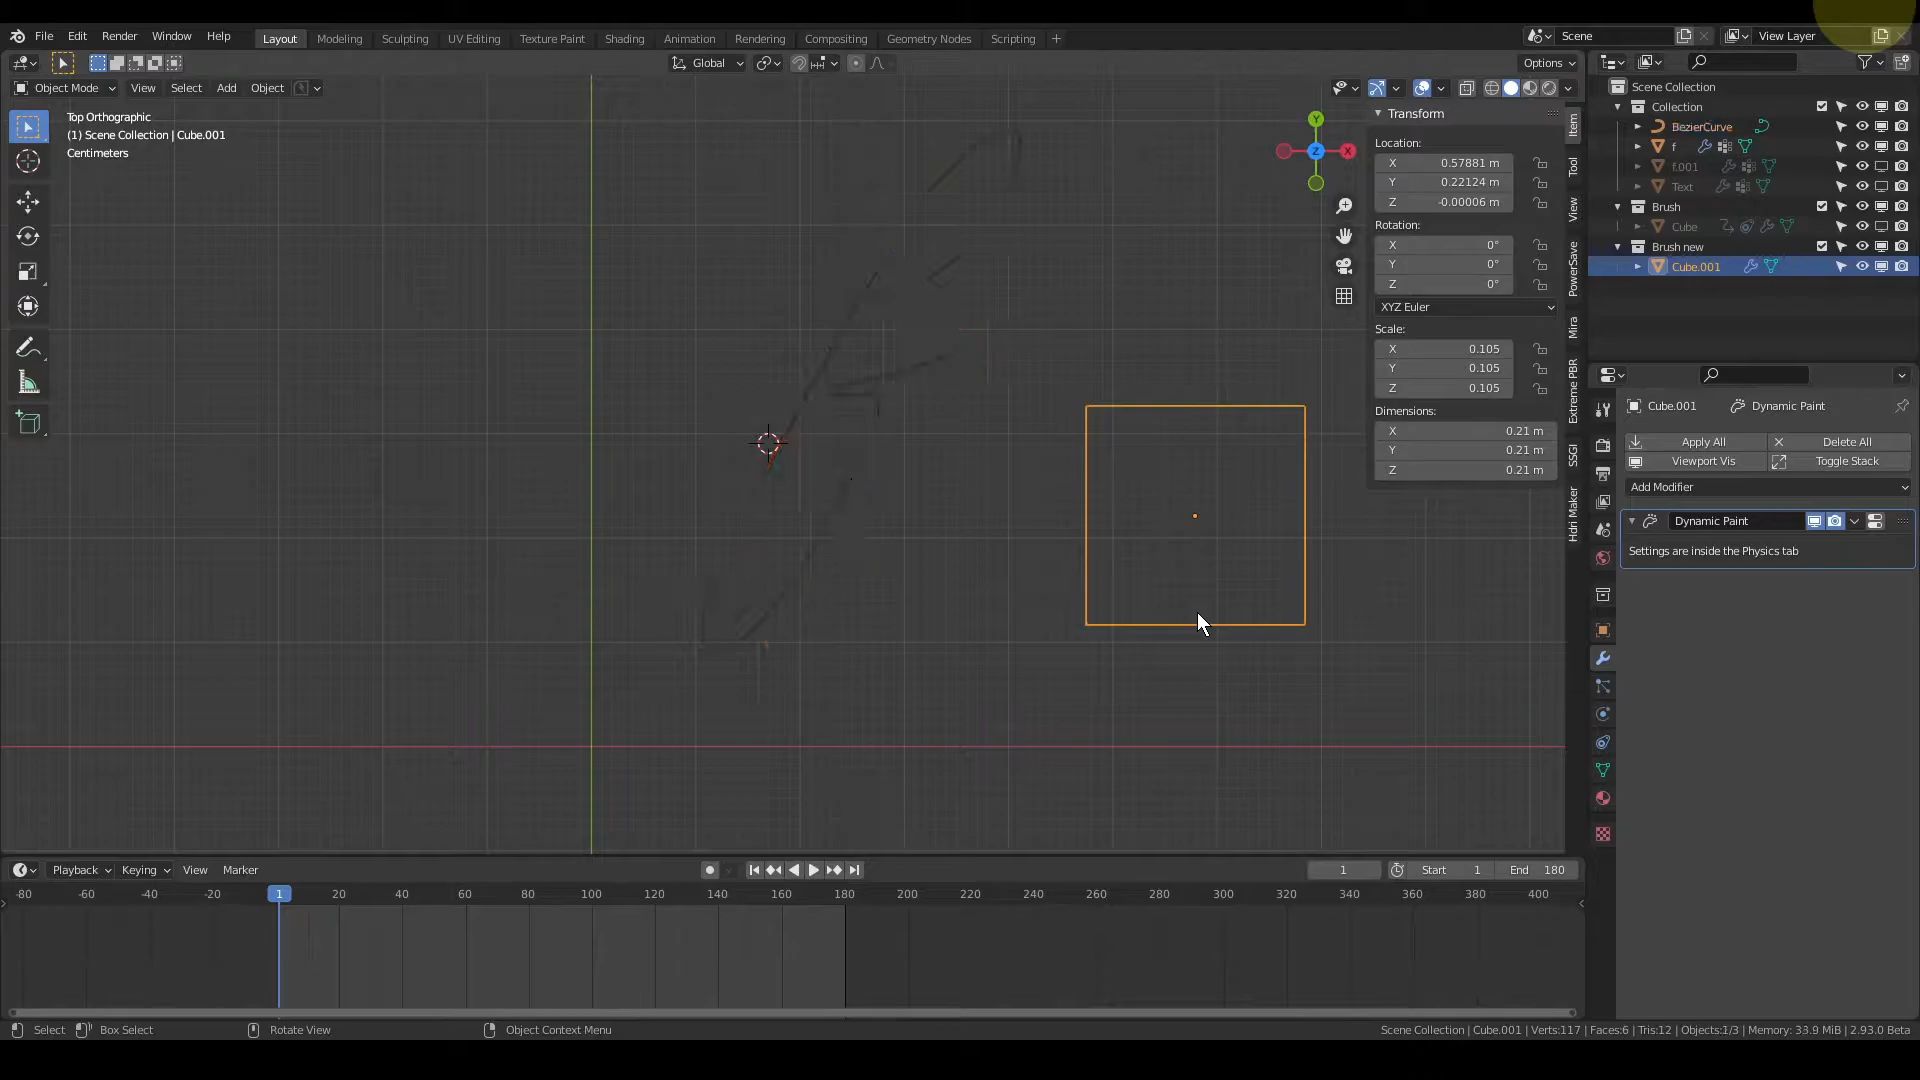 File Edit Render Window Help Layout Modeling Sculpting UV Editing Texture Paint Shading Animation Rendering Compositing Geometry Nodes Scripting + Scene View Layer
Global Options
Object Mode View Select Add Object
Top Orthographic
(1) Scene Collection | Cube.001
Centimeters
Y
X
Z
Transform
Location:
X 0.57881 m
Y 0.22124 m
Z -0.00006 m
Rotation:
X 0°
Y 0°
Z 0°
XYZ Euler
Scale:
X 0.105
Y 0.105
Z 0.105
Dimensions:
X 0.21 m
Y 0.21 m
Z 0.21 m
Item
Tool
View
PowerSave
Mira
Extreme PBR
SSGI
Hdri Maker
Scene Collection
Collection
BezierCurve
f
f.001
Text
Brush
Cube
Brush new
Cube.001
Cube.001 Dynamic Paint
Apply All Delete All
Viewport Vis Toggle Stack
Add Modifier
Dynamic Paint
Settings are inside the Physics tab
Playback Keying View Marker 1 Start 1 End 180
-80 -60 -40 -20 1 20 40 60 80 100 120 140 160 180 200 220 240 260 280 300 320 340 360 380 400
Select Box Select Rotate View Object Context Menu Scene Collection | Cube.001 | Verts:117 | Faces:6 | Tris:12 | Objects:1/3 | Memory: 33.9 MiB | 2.93.0 Beta